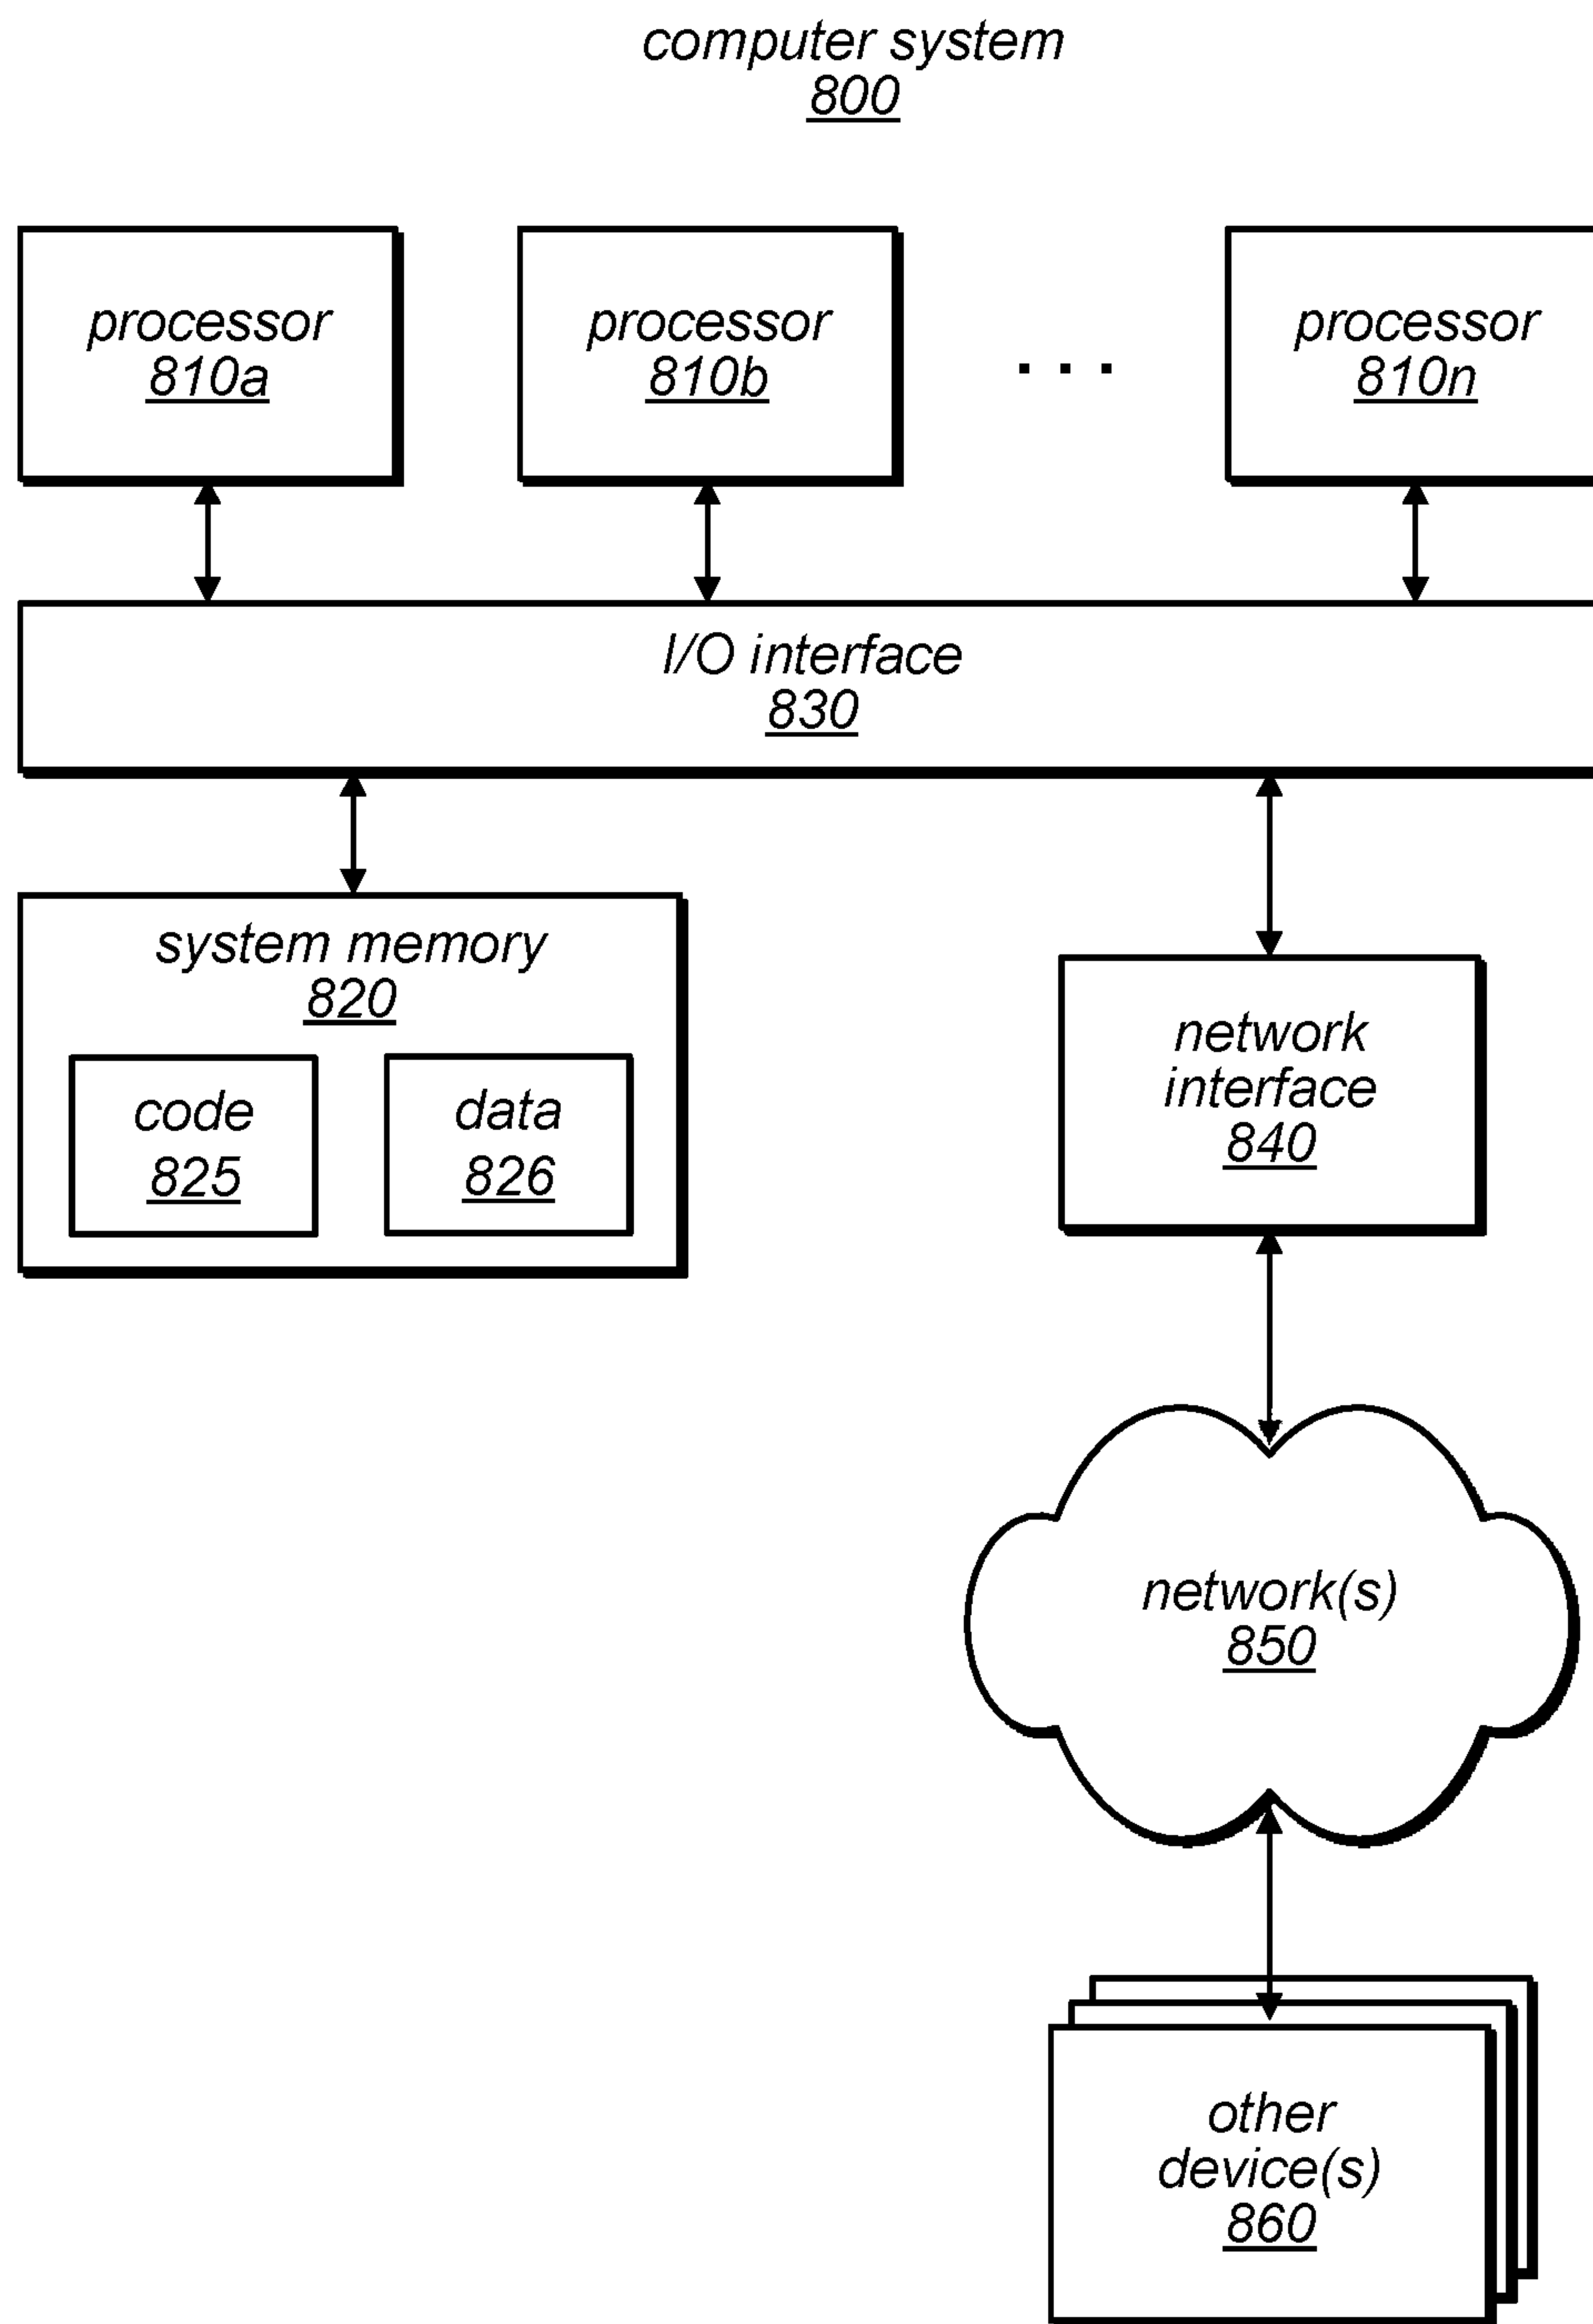 computer system
800
processor
810a
processor
810b
. . .
processor
810n
I/O interface
830
system memory
820
code
825
data
826
network
interface
840
network(s)
850
other
device(s)
860